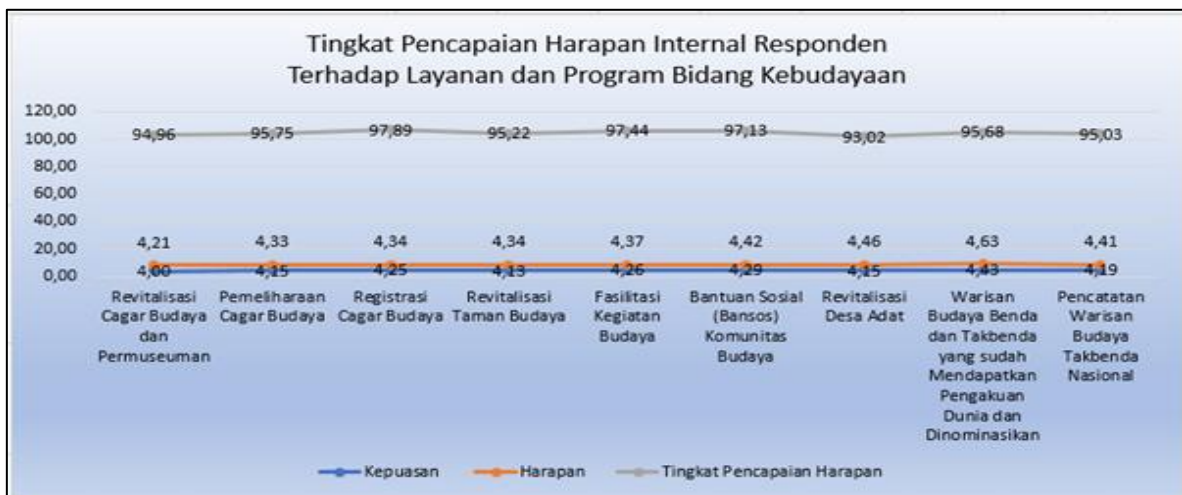 Tingkat Pencapaian Harapan Internal Responden
Terhadap Layanan dan Program Bidang Kebudayaan
120,00
100,00
80,00
60,00
40,00
20,00
0,00
94,96 95,75 97,89 95,22 97,44 97,13 93,02 95,68 95,03
4,21 4,33 4,34 4,34 4,37 4,42 4,46 4,63 4,41
4,00 4,15 4,25 4,13 4,26 4,29 4,15 4,43 4,19
Revitalisasi
Cagar Budaya
dan
Permuseuman
Pemeliharaan
Cagar Budaya
Registrasi
Cagar Budaya
Revitalisasi
Taman Budaya
Fasilitasi
Kegiatan
Budaya
Bantuan Sosial
(Bansos)
Komunitas
Budaya
Revitalisasi
Desa Adat
Warisan
Budaya Benda
dan Takbenda
yang sudah
Mendapatkan
Pengakuan
Dunia dan
Dinominasikan
Pencatatan
Warisan
Budaya
Takbenda
Nasional
Kepuasan Harapan Tingkat Pencapaian Harapan